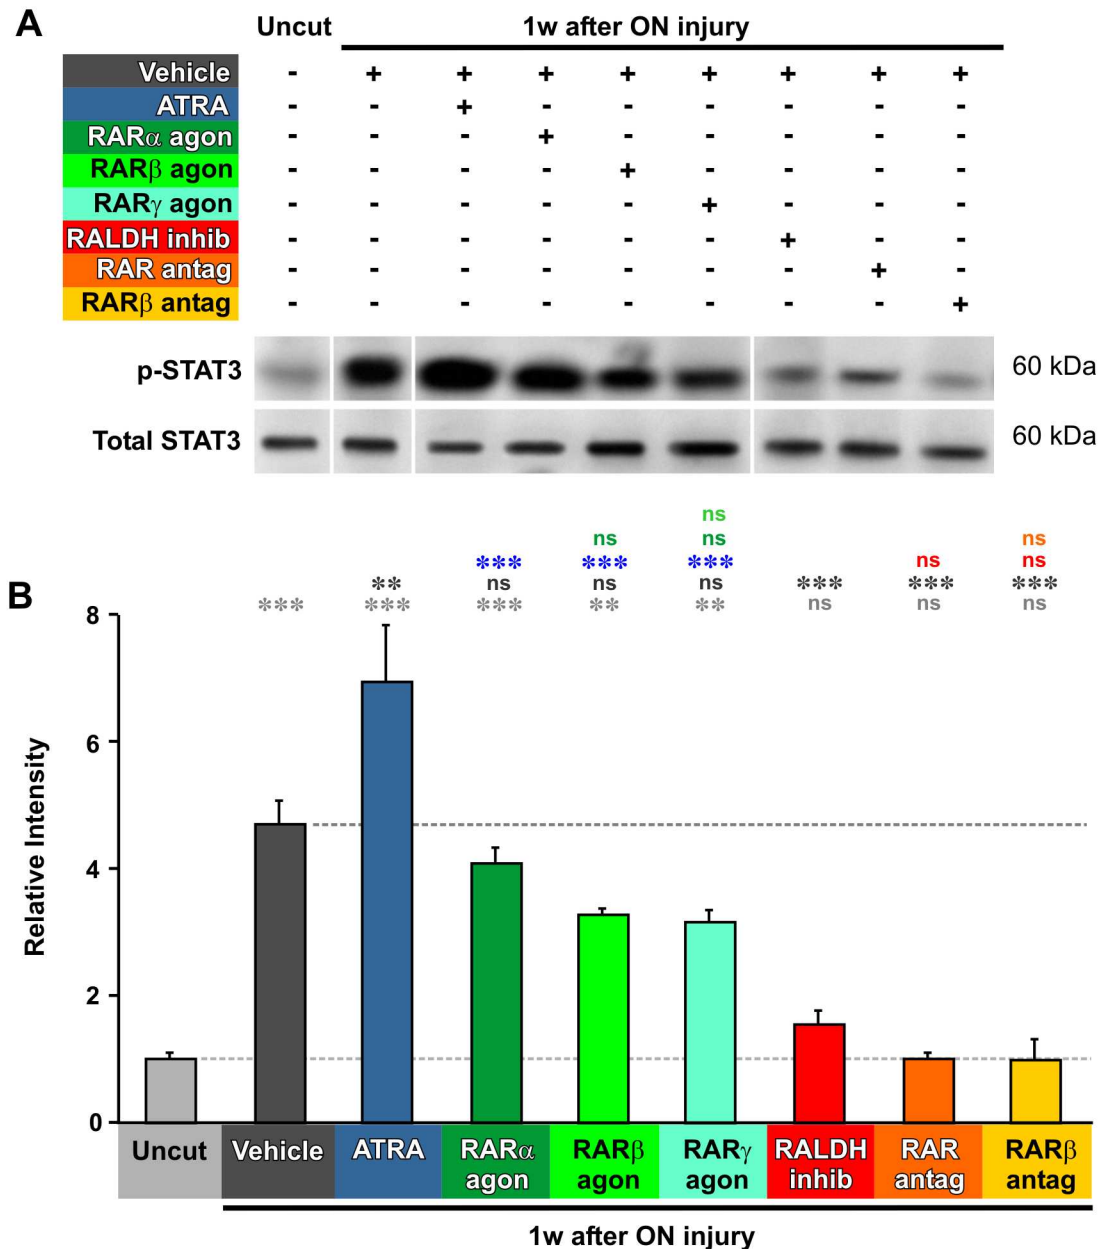 A
Uncut 1w after ON injury
Vehicle - + + + + + + + +
ATRA - - + - - - - - -
RARα agon - - - + - - - - -
RARβ agon - - - - + - - - -
RARγ agon - - - - - + - - -
RALDH inhib - - - - - - + - -
RAR antag - - - - - - - + -
RARβ antag - - - - - - - - +
p-STAT3 60 kDa
Total STAT3 60 kDa
B
ns
ns ns ns
*** *** *** ns ns
** ns ns ns *** *** ***
*** *** *** ** ** ns ns ns
8
6
4
2
0
Relative Intensity
Uncut Vehicle ATRA RARα agon RARβ agon RARγ agon RALDH inhib RAR antag RARβ antag
1w after ON injury